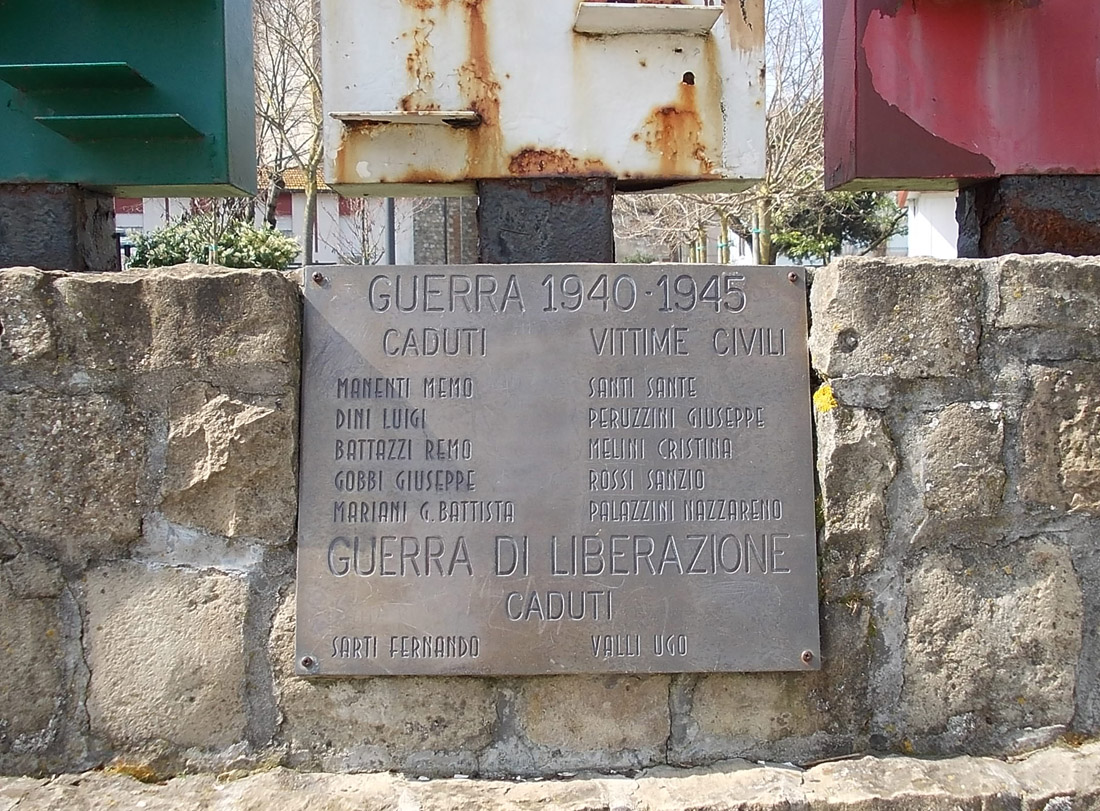 GUERRA 1940-1945
CADUTI VITTIME CIVILI
MANENTI MEMO SANTI SANTE
DINI LUIGI PERUZZINI GIUSEPPE
BATTAZZI REMO MELINI CRISTINA
GOBBI GIUSEPPE ROSSI SANZIO
MARIANI G.BATTISTA PALAZZINI NAZZARENO
GUERRA DI LIBERAZIONE
CADUTI
SARTI FERNANDO VALLI UGO